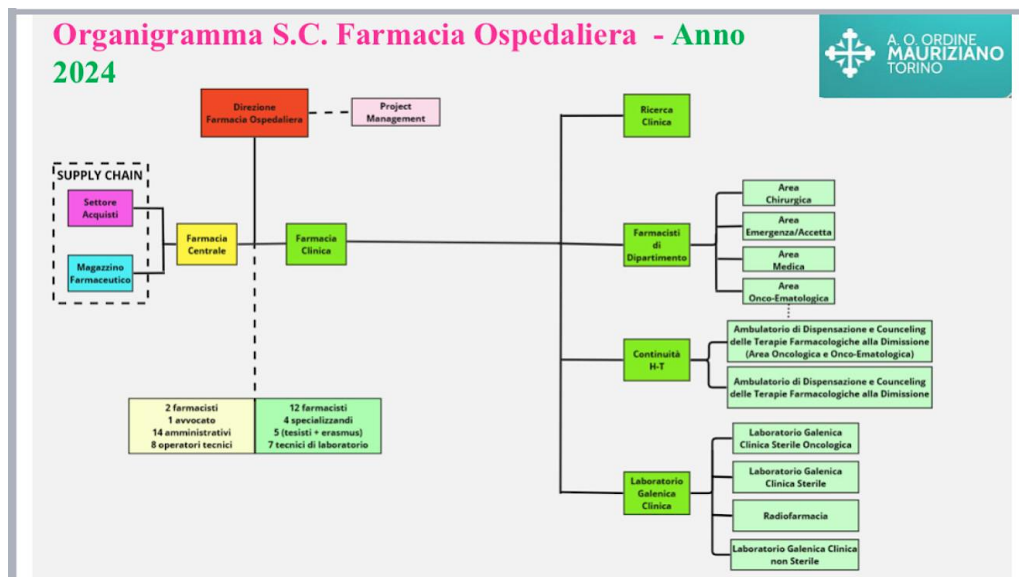 Organigramma S.C. Farmacia Ospedaliera - Anno
2024
A. O. ORDINE
MAURIZIANO
TORINO
Direzione
Farmacia Ospedaliera
Project
Management
SUPPLY CHAIN
Settore
Acquisti
Magazzino
Farmaceutico
Farmacia
Centrale
Farmacia
Clinica
2 farmacisti
1 avvocato
14 amministrativi
8 operatori tecnici
12 farmacisti
4 specializzandi
5 (tesisti + erasmus)
7 tecnici di laboratorio
Ricerca
Clinica
Farmacisti
di
Dipartimento
Area
Chirurgica
Area
Emergenza/Accetta
Area
Medica
Area
Onco-Ematologica
Continuità
H-T
Ambulatorio di Dispensazione e Counceling
delle Terapie Farmacologiche alla Dimissione
(Area Oncologica e Onco-Ematologica)
Ambulatorio di Dispensazione e Counceling
delle Terapie Farmacologiche alla Dimissione
Laboratorio
Galenica
Clinica
Laboratorio Galenica
Clinica Sterile Oncologica
Laboratorio Galenica
Clinica Sterile
Radiofarmacia
Laboratorio Galenica Clinica
non Sterile